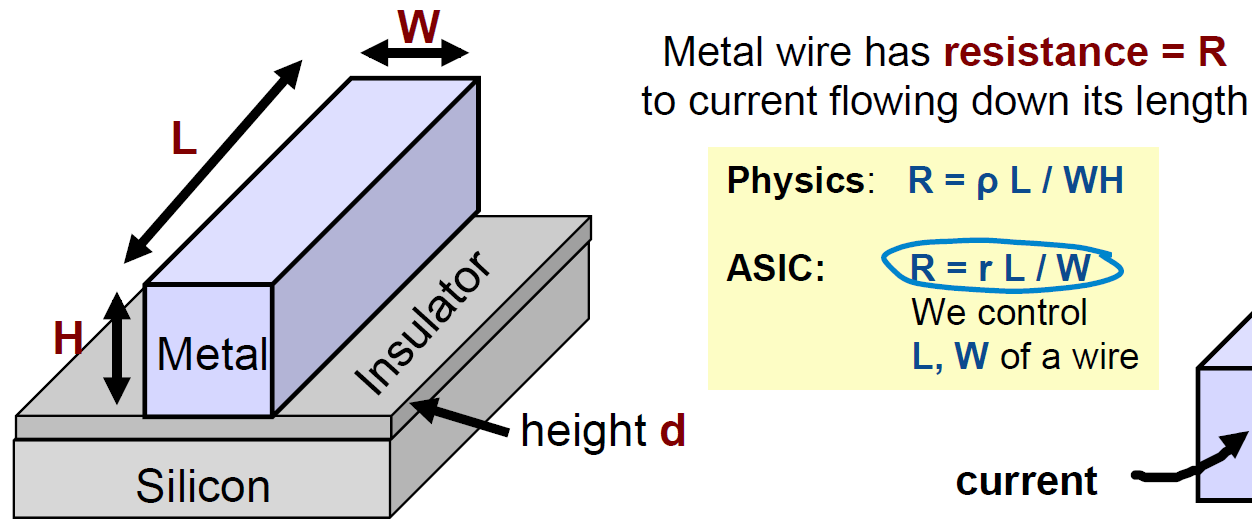 W
L
H
Metal
Insulator
height d
Silicon
Metal wire has resistance = R
to current flowing down its length
Physics: R = ρ L / WH
ASIC: R = r L / W
We control
L, W of a wire
current